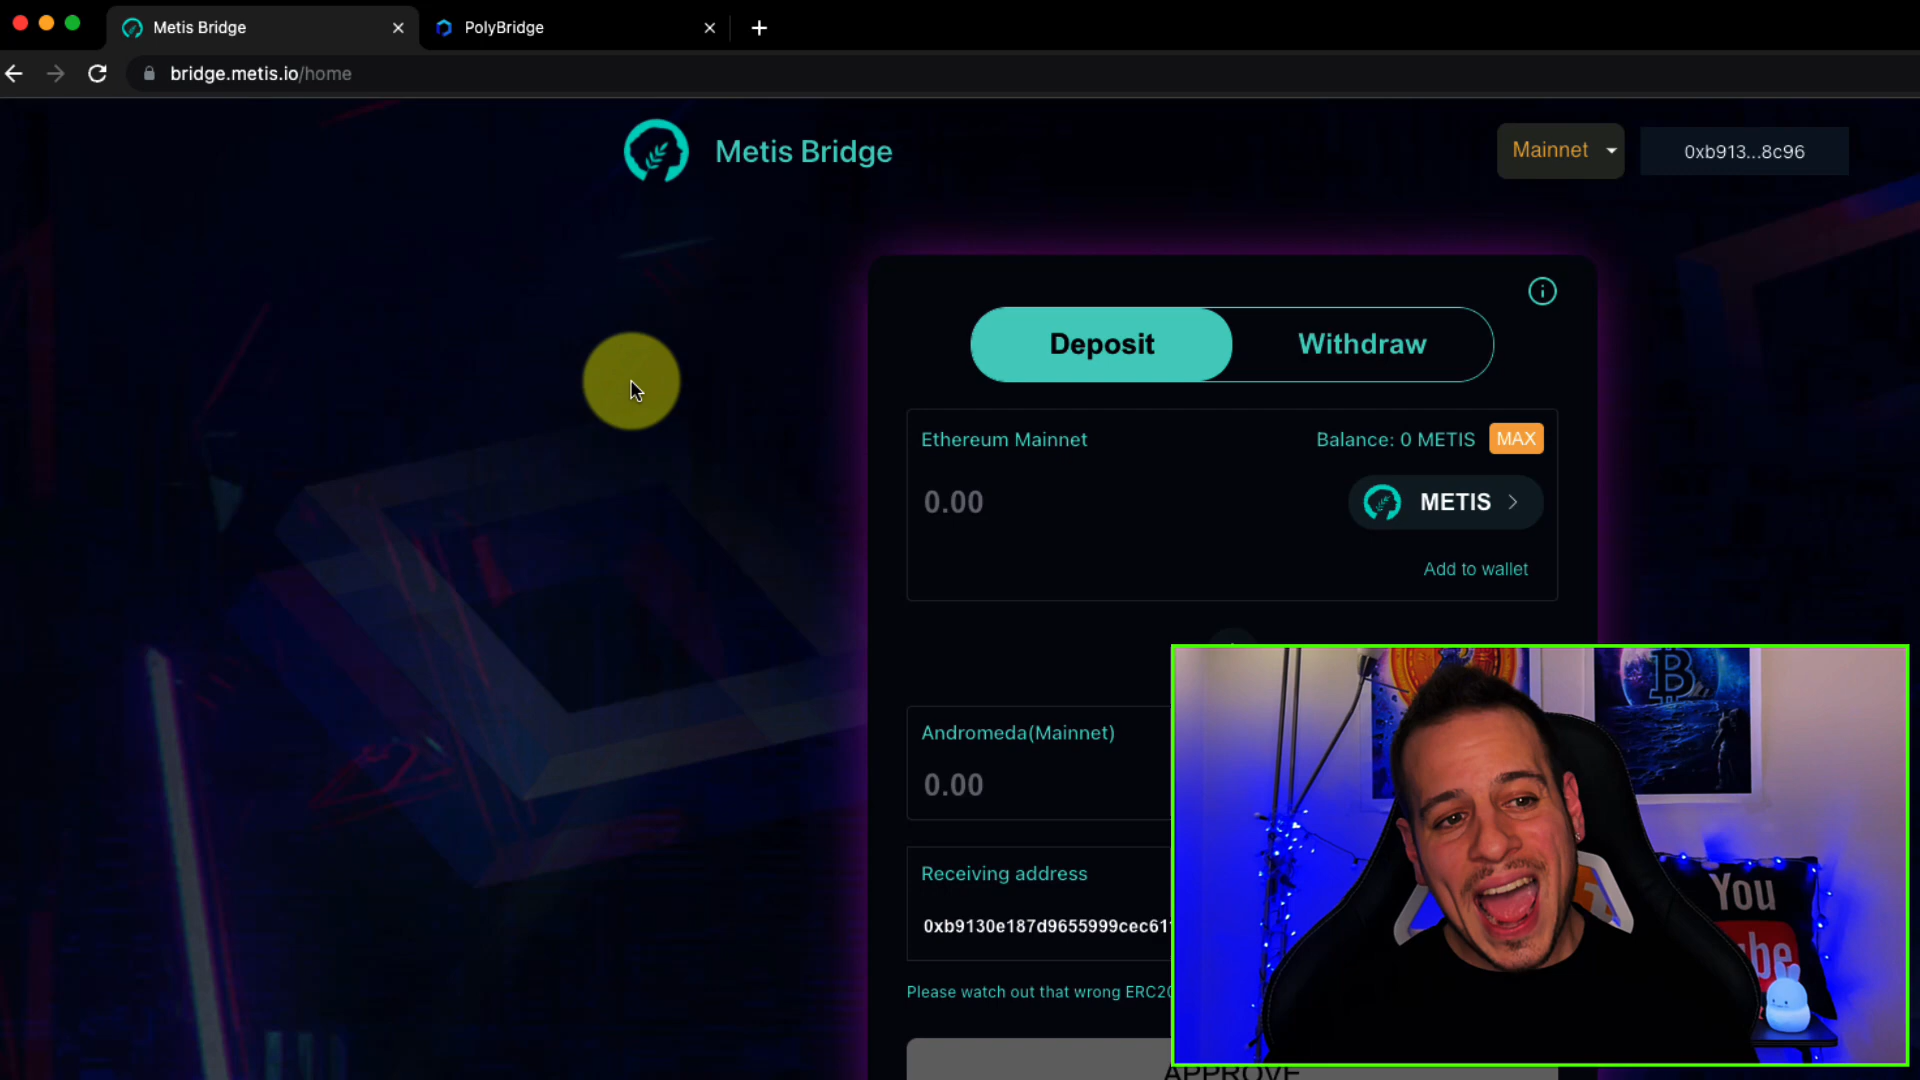 Metis Bridge
PolyBridge
bridge.metis.io/home
Metis Bridge
Mainnet
0xb913...8c96
Deposit
Withdraw
Ethereum Mainnet
Balance: 0 METIS
MAX
0.00
METIS
Add to wallet
Andromeda(Mainnet)
0.00
Receiving address
0xb9130e187d9655999cec61
Please watch out that wrong ERC20
APPROVE
You